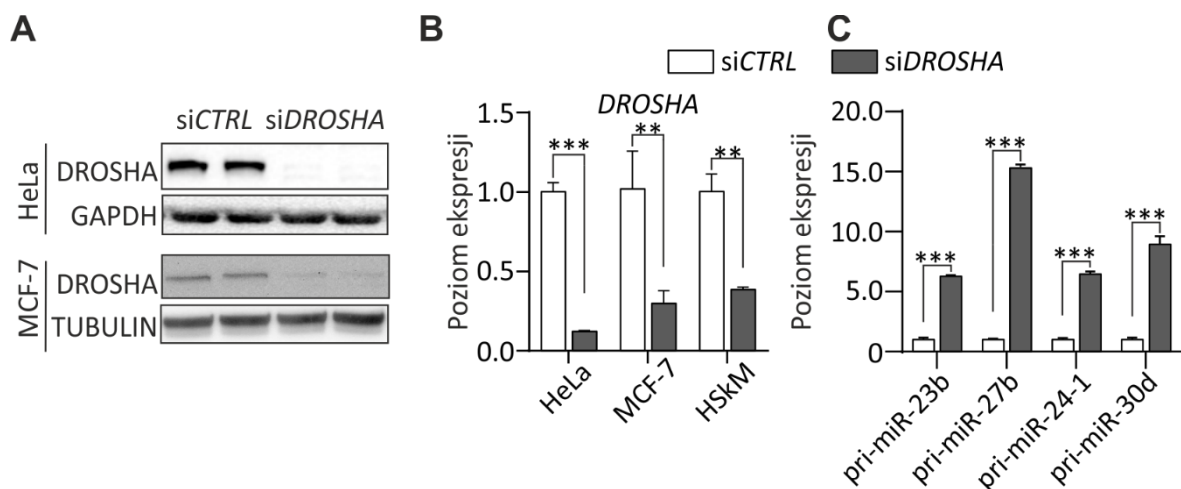 A
siCTRL siDROSHA
HeLa
DROSHA
GAPDH
MCF-7
DROSHA
TUBULIN
B
siCTRL
siDROSHA
DROSHA
Poziom ekspresji
1.5
1.0
0.5
0.0
***
**
**
HeLa
MCF-7
HSkM
C
Poziom ekspresji
20.0
15.0
10.0
5.0
0
***
***
***
***
pri-miR-23b
pri-miR-27b
pri-miR-24-1
pri-miR-30d